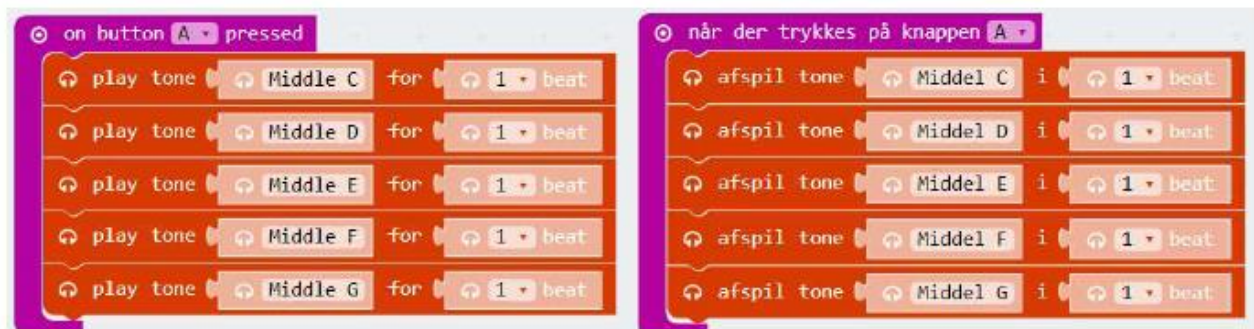 on button A pressed
play tone Middle C for 1 beat
play tone Middle D for 1 beat
play tone Middle E for 1 beat
play tone Middle F for 1 beat
play tone Middle G for 1 beat
når der trykkes på knappen A
afspil tone Middel C i 1 beat
afspil tone Middel D i 1 beat
afspil tone Middel E i 1 beat
afspil tone Middel F i 1 beat
afspil tone Middel G i 1 beat